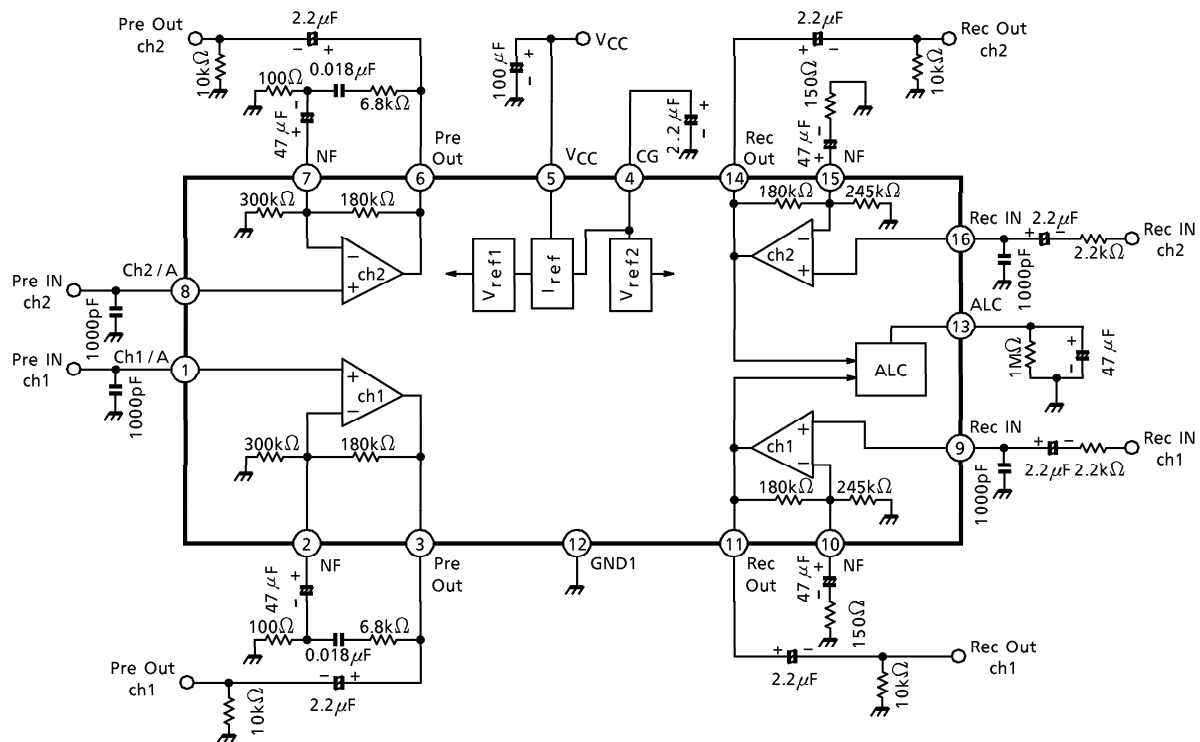 Pre Out
ch2
2.2μF
−
+
10kΩ
100Ω
0.018μF
6.8kΩ
−
+
47μF
NF
Pre
Out
VCC
100μF
+
−
VCC
CG
2.2μF
+
−
2.2μF
+
−
Rec Out
ch2
10kΩ
150Ω
47μF
−
+
NF
Rec
Out
7
6
5
4
14
15
300kΩ
180kΩ
180kΩ
245kΩ
−
+
ch2
Vref1
Iref
Vref2
−
+
ch2
Rec IN
16
2.2μF
+
−
2.2kΩ
Rec IN
ch2
1000pF
Pre IN
ch2
Ch2/A
8
1000pF
Pre IN
ch1
Ch1/A
1
1000pF
ALC
13
1MΩ
+
−
47μF
ALC
+
−
ch1
300kΩ
180kΩ
+
−
ch1
180kΩ
245kΩ
Rec IN
9
+
−
2.2μF
2.2kΩ
Rec IN
ch1
1000pF
2
3
12
11
10
NF
Pre
Out
GND1
Rec
Out
NF
47μF
+
-
100Ω
6.8kΩ
0.018μF
47μF
+
−
150Ω
Pre Out
ch1
10kΩ
−
+
2.2μF
+
−
2.2μF
10kΩ
Rec Out
ch1